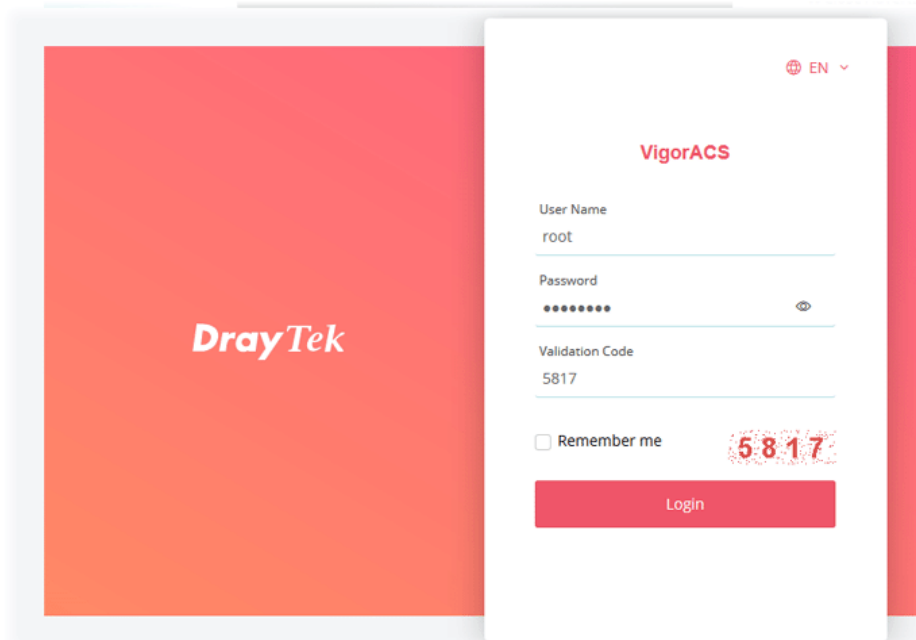 EN
VigorACS
User Name
root
Password
••••••••
DrayTek
Validation Code
5817
Remember me
5817
Login